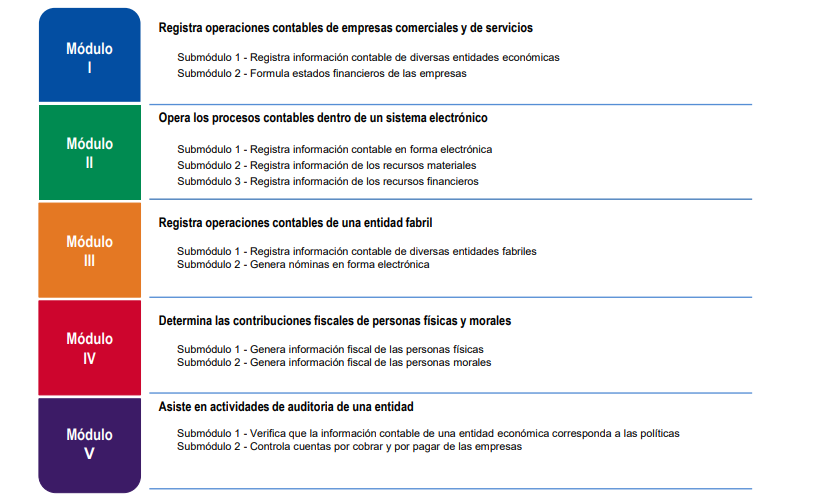 Módulo
I
Registra operaciones contables de empresas comerciales y de servicios
Submódulo 1 - Registra información contable de diversas entidades económicas
Submódulo 2 - Formula estados financieros de las empresas
Módulo
II
Opera los procesos contables dentro de un sistema electrónico
Submódulo 1 - Registra información contable en forma electrónica
Submódulo 2 - Registra información de los recursos materiales
Submódulo 3 - Registra información de los recursos financieros
Módulo
III
Registra operaciones contables de una entidad fabril
Submódulo 1 - Registra información contable de diversas entidades fabriles
Submódulo 2 - Genera nóminas en forma electrónica
Módulo
IV
Determina las contribuciones fiscales de personas físicas y morales
Submódulo 1 - Genera información fiscal de las personas físicas
Submódulo 2 - Genera información fiscal de las personas morales
Módulo
V
Asiste en actividades de auditoria de una entidad
Submódulo 1 - Verifica que la información contable de una entidad económica corresponda a las políticas
Submódulo 2 - Controla cuentas por cobrar y por pagar de las empresas